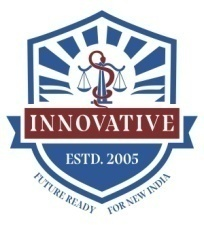 INNOVATIVE
ESTD. 2005
FUTURE READY FOR NEW INDIA